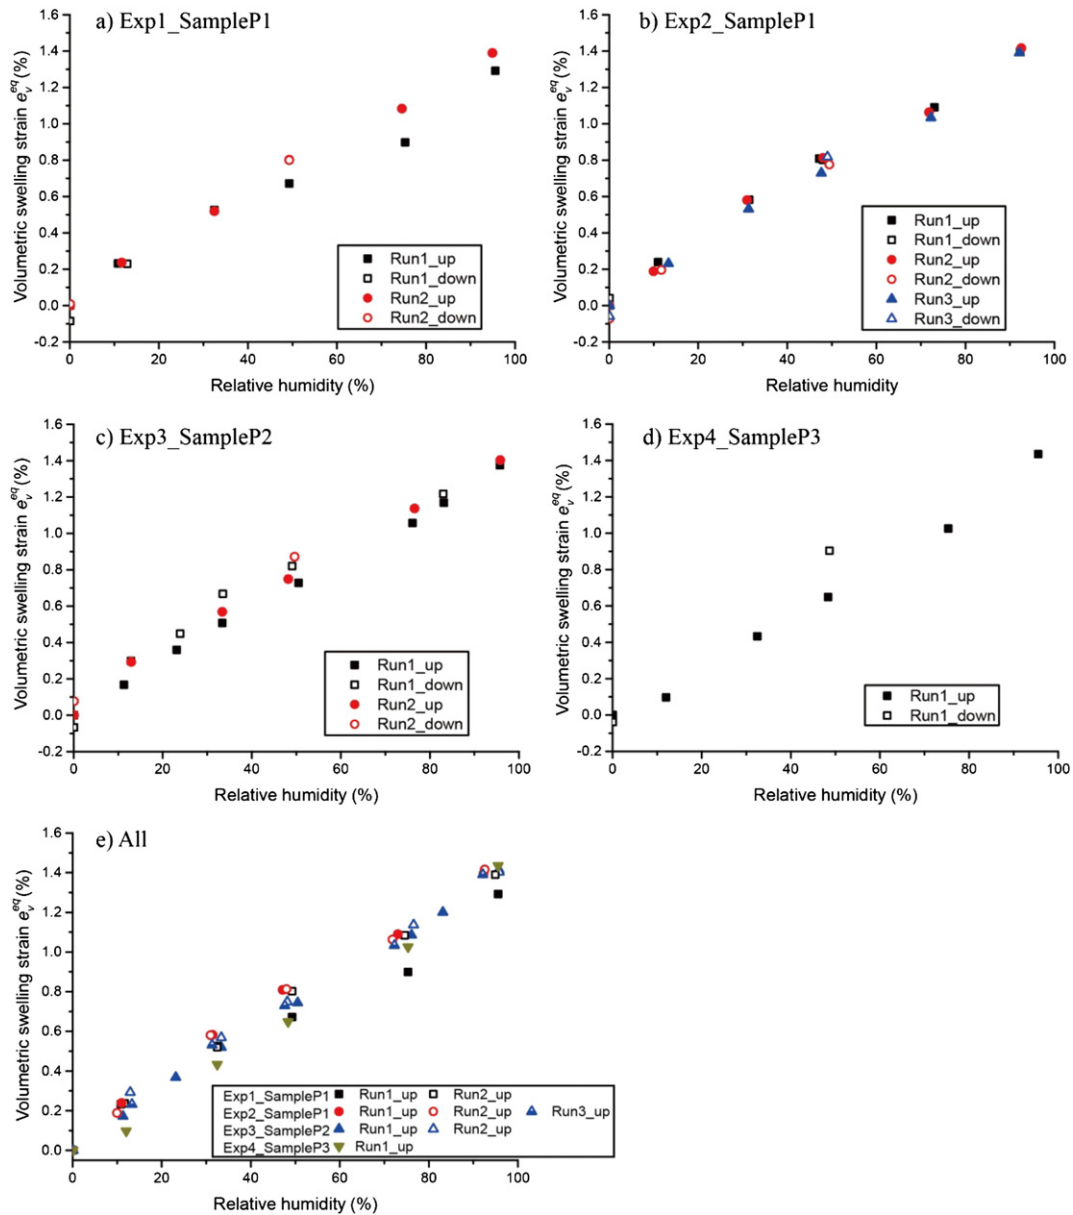 a) Exp1_SampleP1
Volumetric swelling strain e_v^eq (%)
1.6
1.4
1.2
1.0
0.8
0.6
0.4
0.2
0.0
-0.2
0
20
40
60
80
100
Relative humidity (%)
Run1_up
Run1_down
Run2_up
Run2_down
b) Exp2_SampleP1
Volumetric swelling strain e_v^eq (%)
1.6
1.4
1.2
1.0
0.8
0.6
0.4
0.2
0.0
-0.2
0
20
40
60
80
100
Relative humidity
Run1_up
Run1_down
Run2_up
Run2_down
Run3_up
Run3_down
c) Exp3_SampleP2
Volumetric swelling strain e_v^eq (%)
1.6
1.4
1.2
1.0
0.8
0.6
0.4
0.2
0.0
-0.2
0
20
40
60
80
100
Relative humidity (%)
Run1_up
Run1_down
Run2_up
Run2_down
d) Exp4_SampleP3
Volumetric swelling strain e_v^eq (%)
1.6
1.4
1.2
1.0
0.8
0.6
0.4
0.2
0.0
-0.2
0
20
40
60
80
100
Relative humidity (%)
Run1_up
Run1_down
e) All
Volumetric swelling strain e_v^eq (%)
1.6
1.4
1.2
1.0
0.8
0.6
0.4
0.2
0.0
0
20
40
60
80
100
Relative humidity (%)
Exp1_SampleP1 Run1_up Run2_up
Exp2_SampleP1 Run1_up Run2_up Run3_up
Exp3_SampleP2 Run1_up Run2_up
Exp4_SampleP3 Run1_up